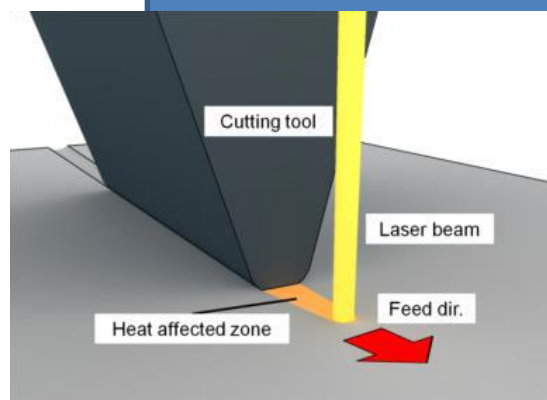 Cutting tool
Laser beam
Feed dir.
Heat affected zone